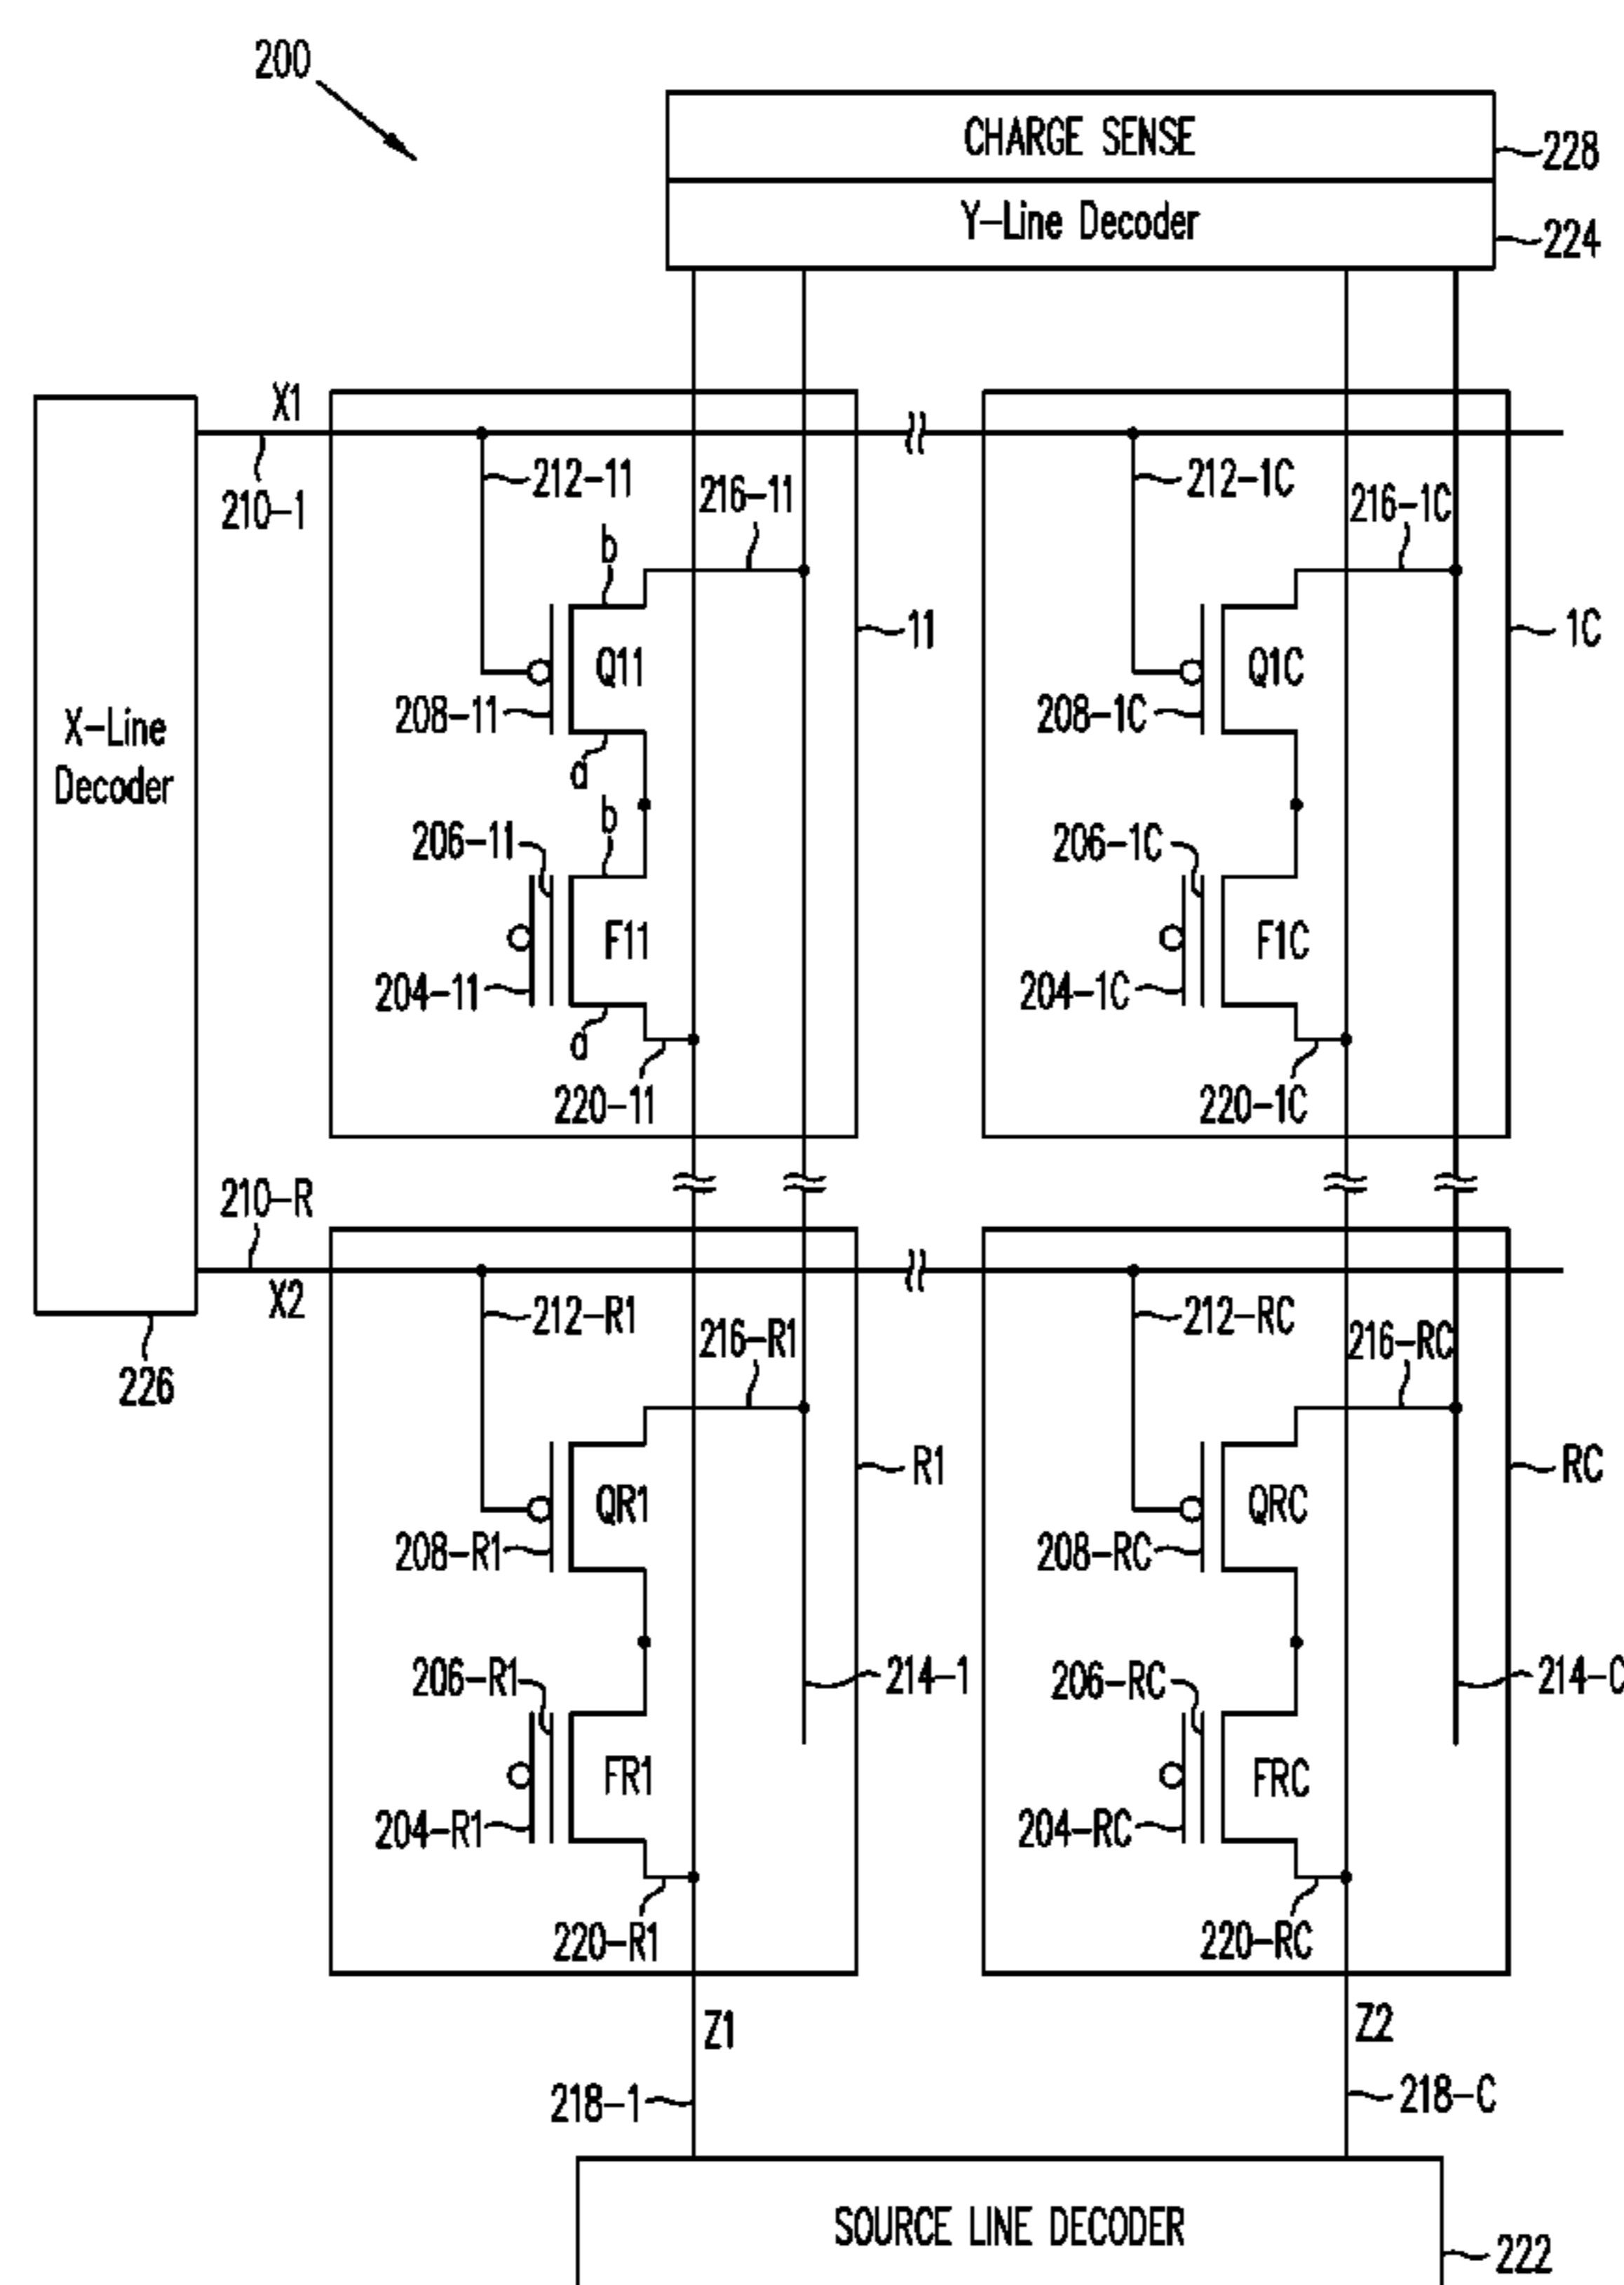 200
CHARGE SENSE
228
Y-Line Decoder
224
X1
210-1
212-11
216-11
212-1C
216-1C
b
11
1C
Q11
Q1C
X-Line
Decoder
208-11
208-1C
a
b
206-11
206-1C
F11
F1C
204-11
204-1C
a
220-11
220-1C
210-R
X2
212-R1
216-R1
212-RC
216-RC
226
R1
RC
QR1
QRC
208-R1
208-RC
206-R1
214-1
206-RC
214-C
FR1
FRC
204-R1
204-RC
220-R1
220-RC
Z1
Z2
218-1
218-C
SOURCE LINE DECODER
222